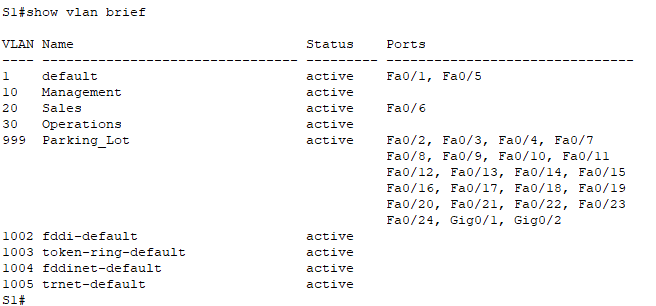 S1#show vlan brief
VLAN Name                             Status    Ports
---- -------------------------------- --------- -------------------------------
1    default                          active    Fa0/1, Fa0/5
10   Management                       active
20   Sales                            active    Fa0/6
30   Operations                       active
999  Parking_Lot                      active    Fa0/2, Fa0/3, Fa0/4, Fa0/7
                                                Fa0/8, Fa0/9, Fa0/10, Fa0/11
                                                Fa0/12, Fa0/13, Fa0/14, Fa0/15
                                                Fa0/16, Fa0/17, Fa0/18, Fa0/19
                                                Fa0/20, Fa0/21, Fa0/22, Fa0/23
                                                Fa0/24, Gig0/1, Gig0/2
1002 fddi-default                     active
1003 token-ring-default               active
1004 fddinet-default                  active
1005 trnet-default                    active
S1#